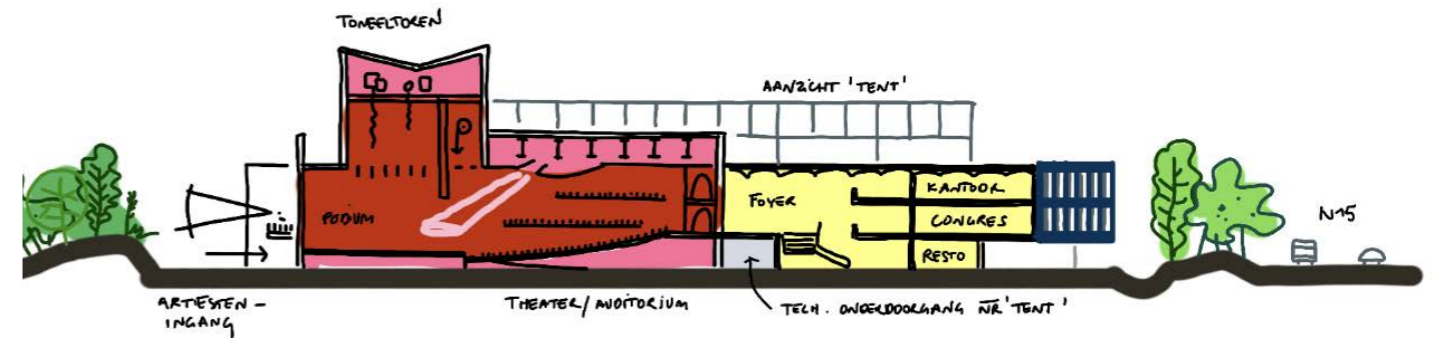 TONEELTOREN
AANZICHT 'TENT'
PODIUM
FOYER
KANTOOR
CONGRES
RESTO
N15
ARTIESTEN-
INGANG
THEATER/AUDITORIUM
TECH. ONDERDOORGANG NR 'TENT'